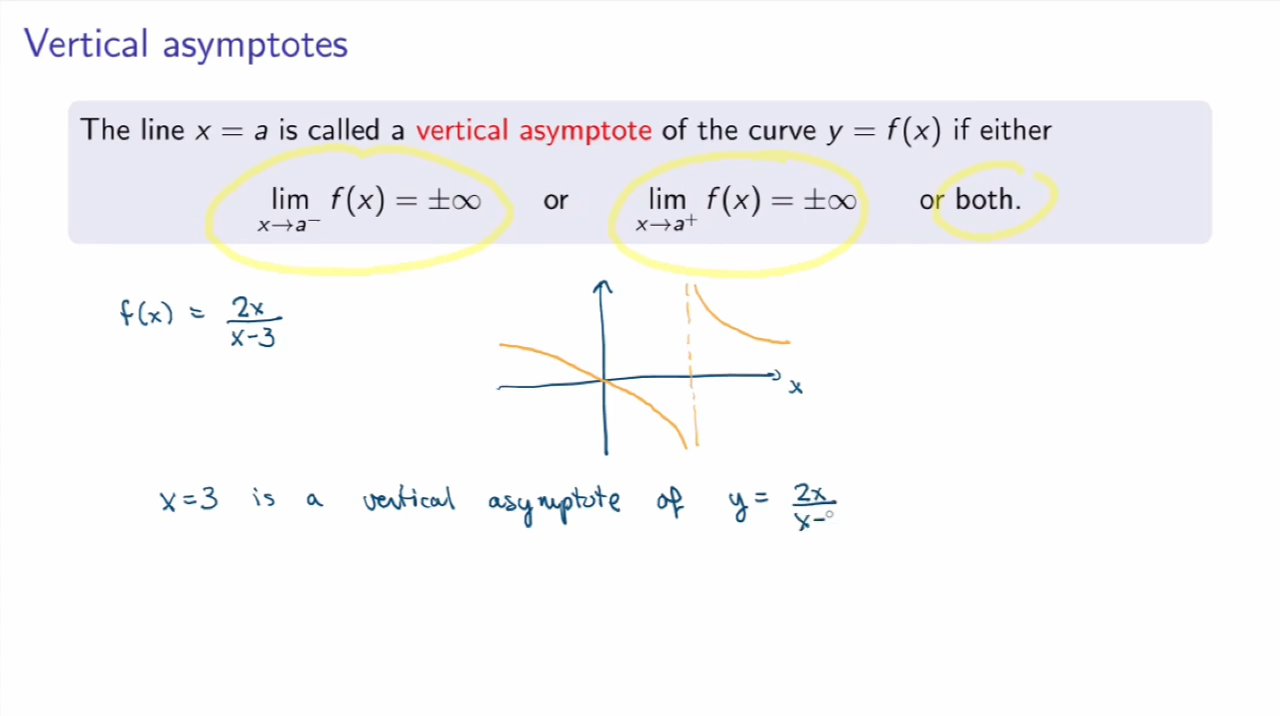 Vertical asymptotes
The line x = a is called a vertical asymptote of the curve y = f(x) if either
lim x→a⁻ f(x) = ±∞ or lim x→a⁺ f(x) = ±∞ or both.
f(x) = 2x/(x-3)
x
x=3 is a vertical asymptote of y = 2x/x-